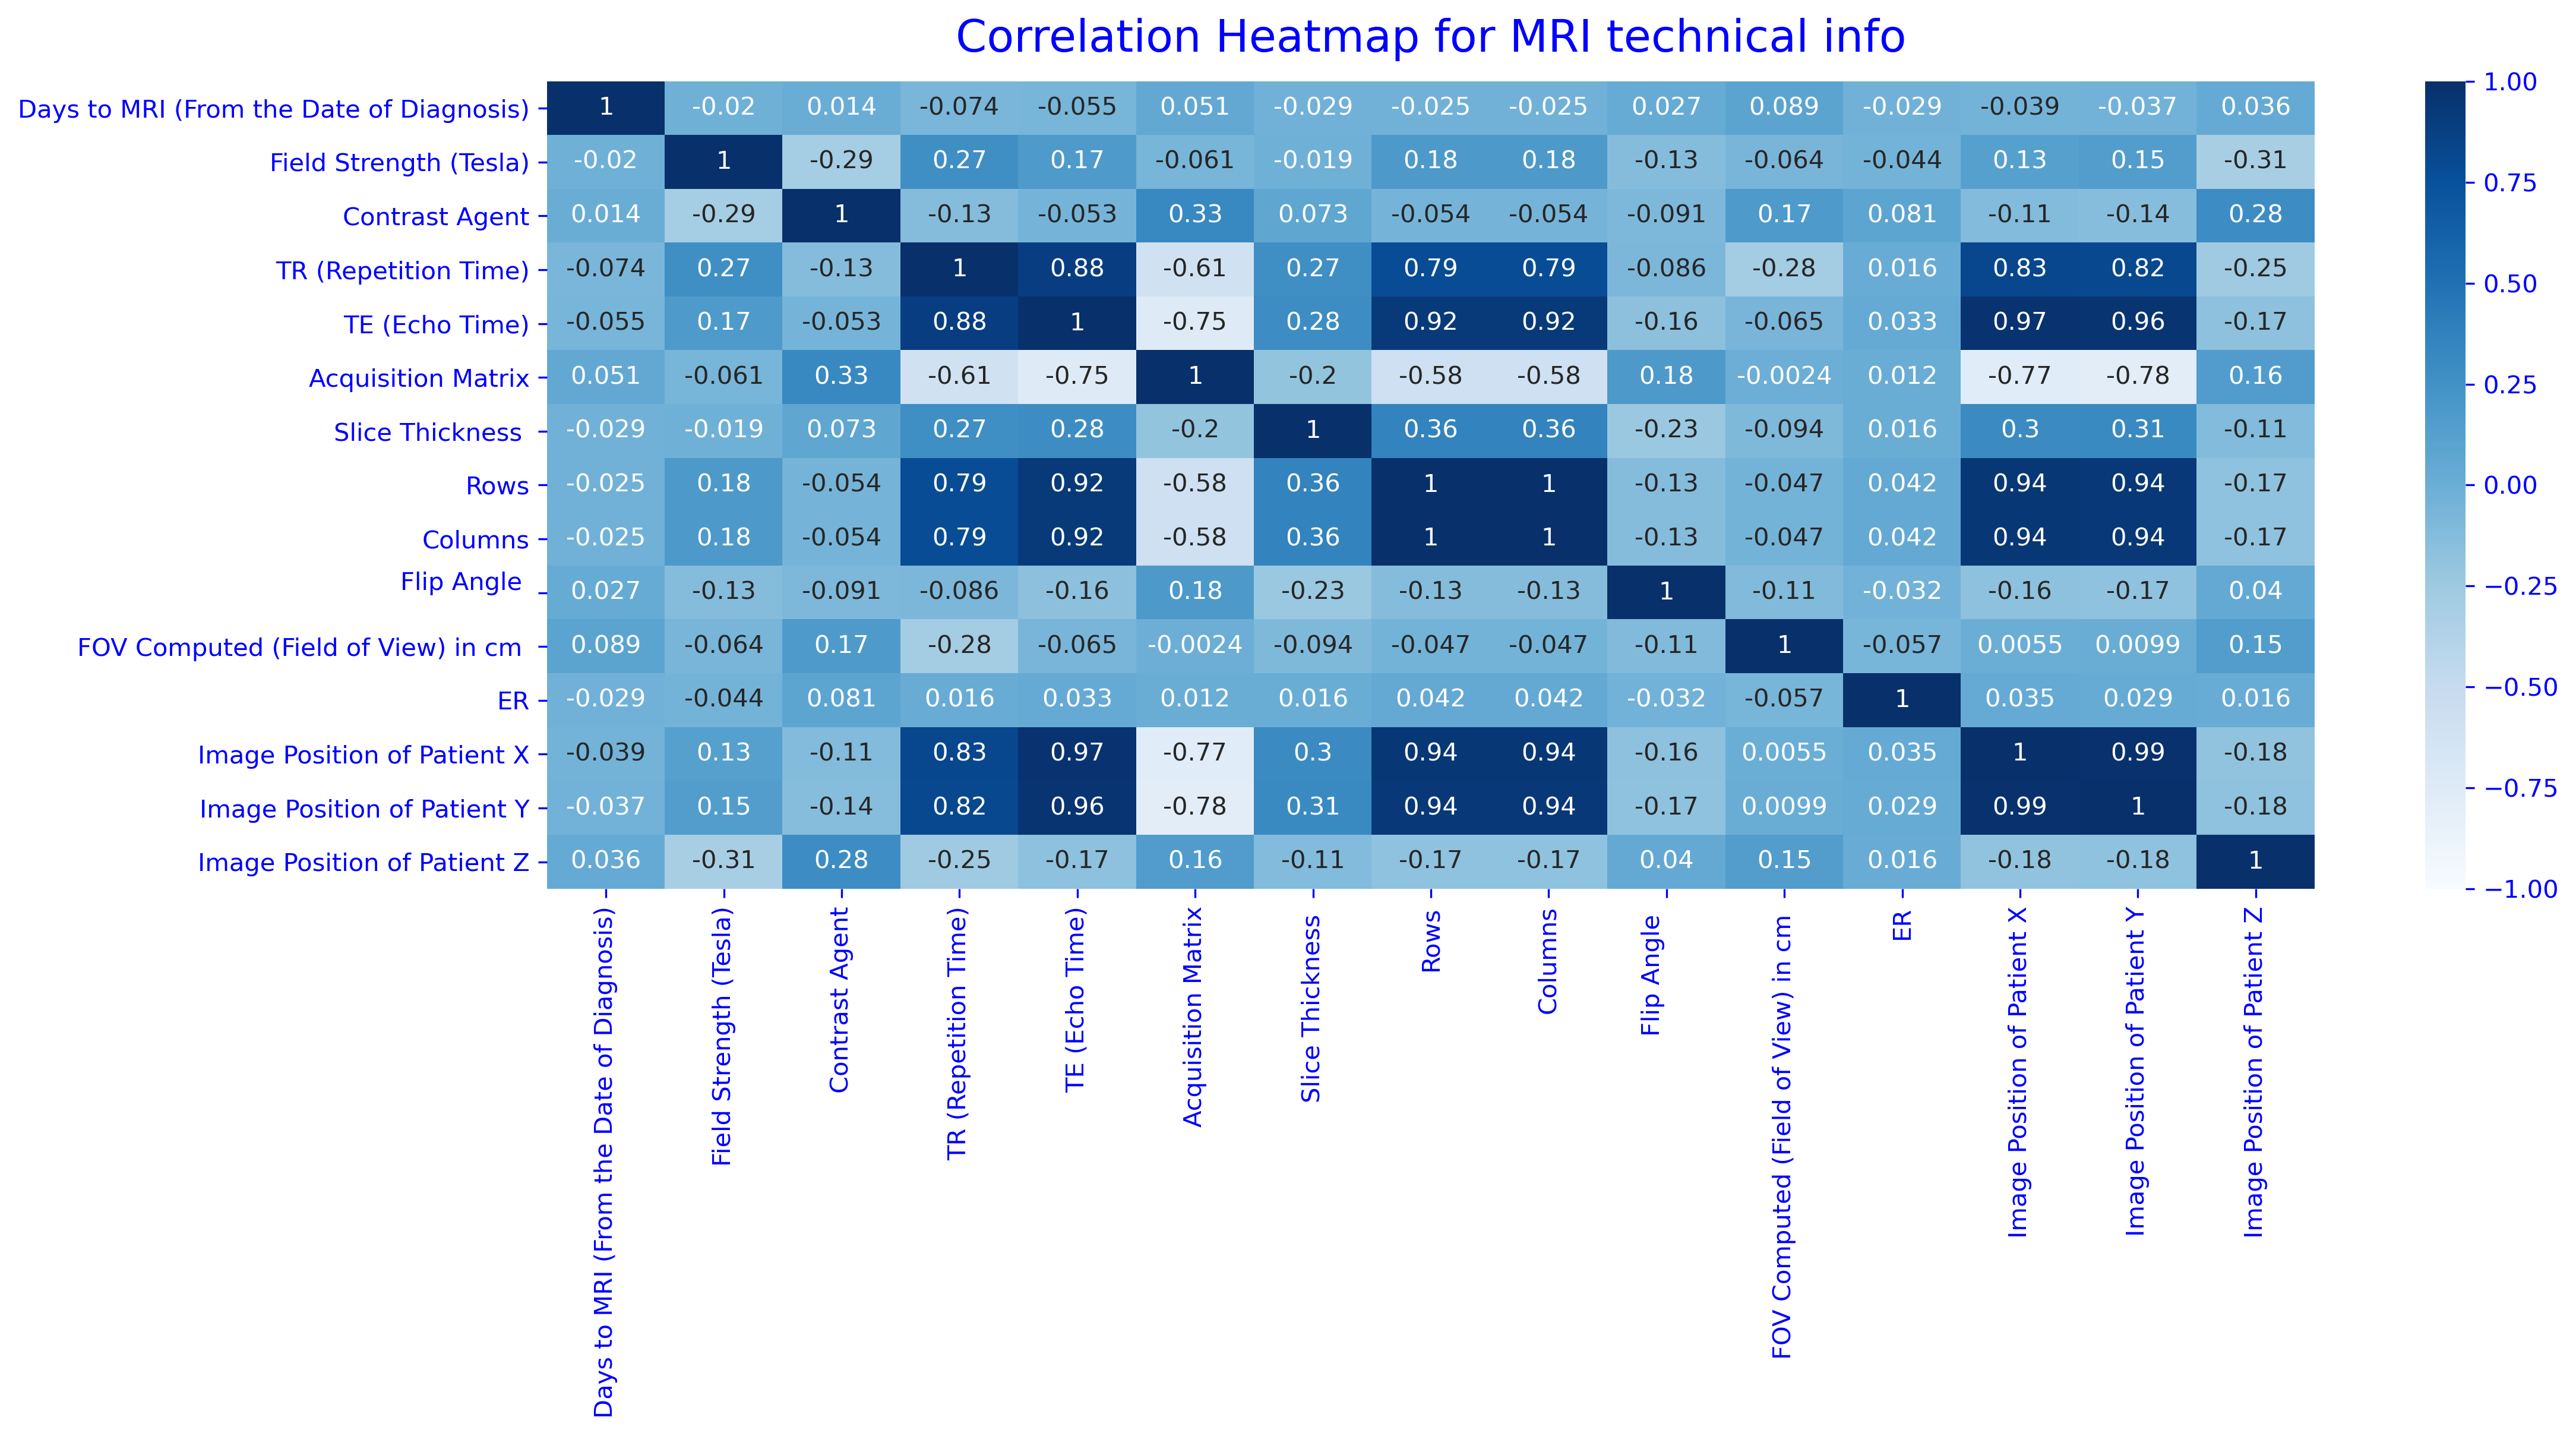 Correlation Heatmap for MRI technical info
Days to MRI (From the Date of Diagnosis) 1 -0.02 0.014 -0.074 -0.055 0.051 -0.029 -0.025 -0.025 0.027 0.089 -0.029 -0.039 -0.037 0.036
Field Strength (Tesla) -0.02 1 -0.29 0.27 0.17 -0.061 -0.019 0.18 0.18 -0.13 -0.064 -0.044 0.13 0.15 -0.31
Contrast Agent 0.014 -0.29 1 -0.13 -0.053 0.33 0.073 -0.054 -0.054 -0.091 0.17 0.081 -0.11 -0.14 0.28
TR (Repetition Time) -0.074 0.27 -0.13 1 0.88 -0.61 0.27 0.79 0.79 -0.086 -0.28 0.016 0.83 0.82 -0.25
TE (Echo Time) -0.055 0.17 -0.053 0.88 1 -0.75 0.28 0.92 0.92 -0.16 -0.065 0.033 0.97 0.96 -0.17
Acquisition Matrix 0.051 -0.061 0.33 -0.61 -0.75 1 -0.2 -0.58 -0.58 0.18 -0.0024 0.012 -0.77 -0.78 0.16
Slice Thickness -0.029 -0.019 0.073 0.27 0.28 -0.2 1 0.36 0.36 -0.23 -0.094 0.016 0.3 0.31 -0.11
Rows -0.025 0.18 -0.054 0.79 0.92 -0.58 0.36 1 1 -0.13 -0.047 0.042 0.94 0.94 -0.17
Columns -0.025 0.18 -0.054 0.79 0.92 -0.58 0.36 1 1 -0.13 -0.047 0.042 0.94 0.94 -0.17
Flip Angle 0.027 -0.13 -0.091 -0.086 -0.16 0.18 -0.23 -0.13 -0.13 1 -0.11 -0.032 -0.16 -0.17 0.04
FOV Computed (Field of View) in cm 0.089 -0.064 0.17 -0.28 -0.065 -0.0024 -0.094 -0.047 -0.047 -0.11 1 -0.057 0.0055 0.0099 0.15
ER -0.029 -0.044 0.081 0.016 0.033 0.012 0.016 0.042 0.042 -0.032 -0.057 1 0.035 0.029 0.016
Image Position of Patient X -0.039 0.13 -0.11 0.83 0.97 -0.77 0.3 0.94 0.94 -0.16 0.0055 0.035 1 0.99 -0.18
Image Position of Patient Y -0.037 0.15 -0.14 0.82 0.96 -0.78 0.31 0.94 0.94 -0.17 0.0099 0.029 0.99 1 -0.18
Image Position of Patient Z 0.036 -0.31 0.28 -0.25 -0.17 0.16 -0.11 -0.17 -0.17 0.04 0.15 0.016 -0.18 -0.18 1
Days to MRI (From the Date of Diagnosis)
Field Strength (Tesla)
Contrast Agent
TR (Repetition Time)
TE (Echo Time)
Acquisition Matrix
Slice Thickness
Rows
Columns
Flip Angle
FOV Computed (Field of View) in cm
ER
Image Position of Patient X
Image Position of Patient Y
Image Position of Patient Z
1.00
0.75
0.50
0.25
0.00
−0.25
−0.50
−0.75
−1.00